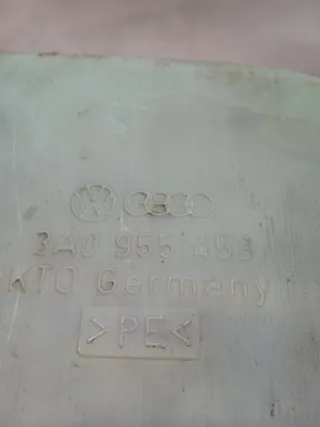 3A0 955 453
KTO Germany
>PE<